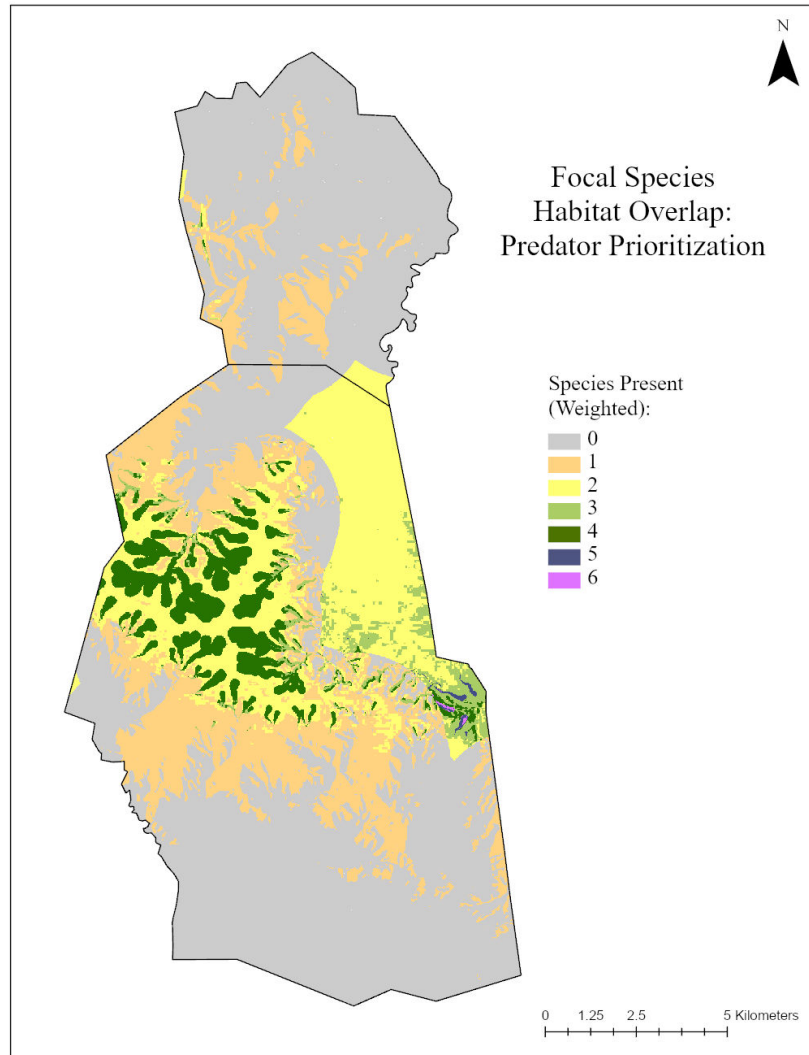 N
Focal Species
Habitat Overlap:
Predator Prioritization
Species Present
(Weighted):
0
1
2
3
4
5
6
0 1.25 2.5 5 Kilometers